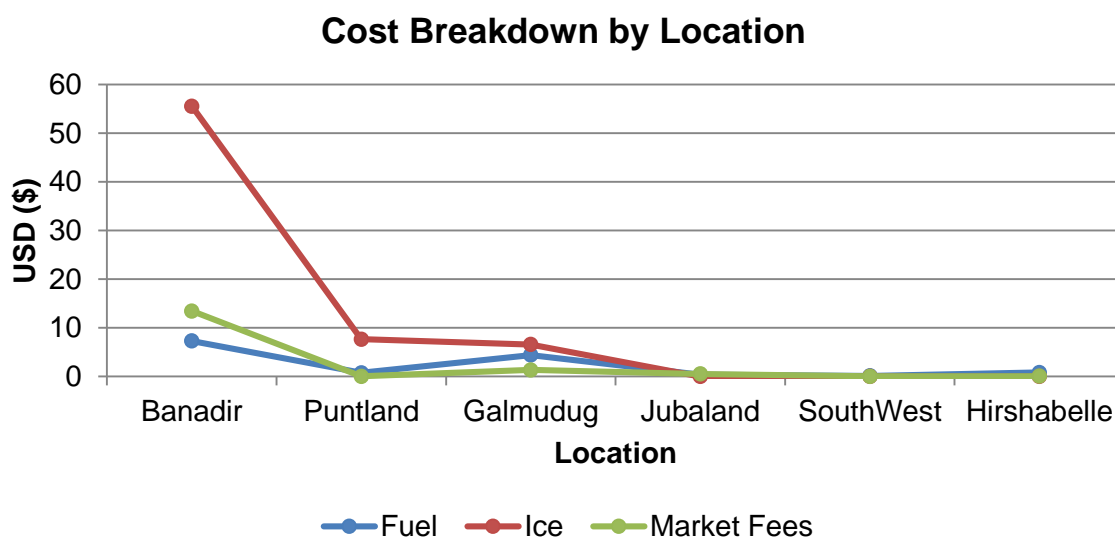 Cost Breakdown by Location
60
50
40
30
20
10
0
USD ($)
Banadir Puntland Galmudug Jubaland SouthWest Hirshabelle
Location
Fuel Ice Market Fees